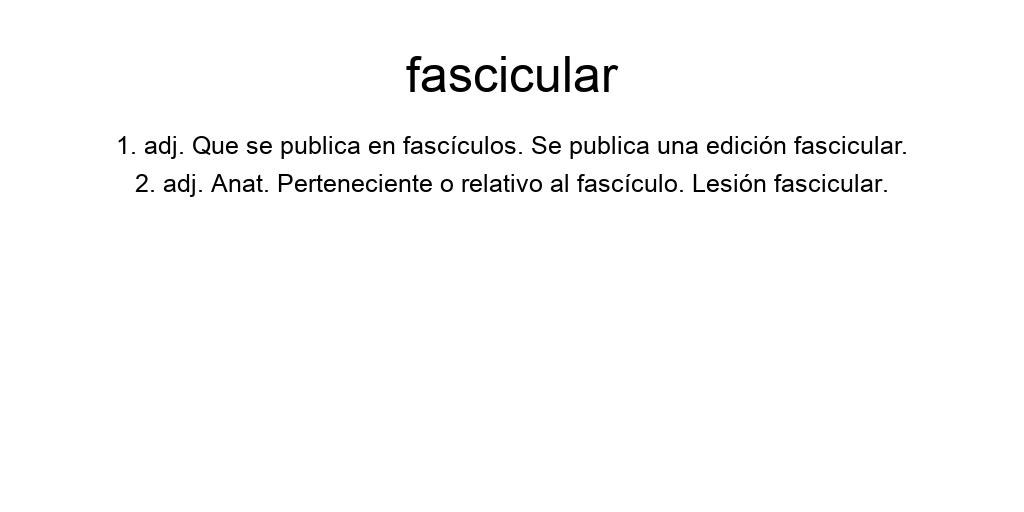 fascicular
1. adj. Que se publica en fascículos. Se publica una edición fascicular.
2. adj. Anat. Perteneciente o relativo al fascículo. Lesión fascicular.